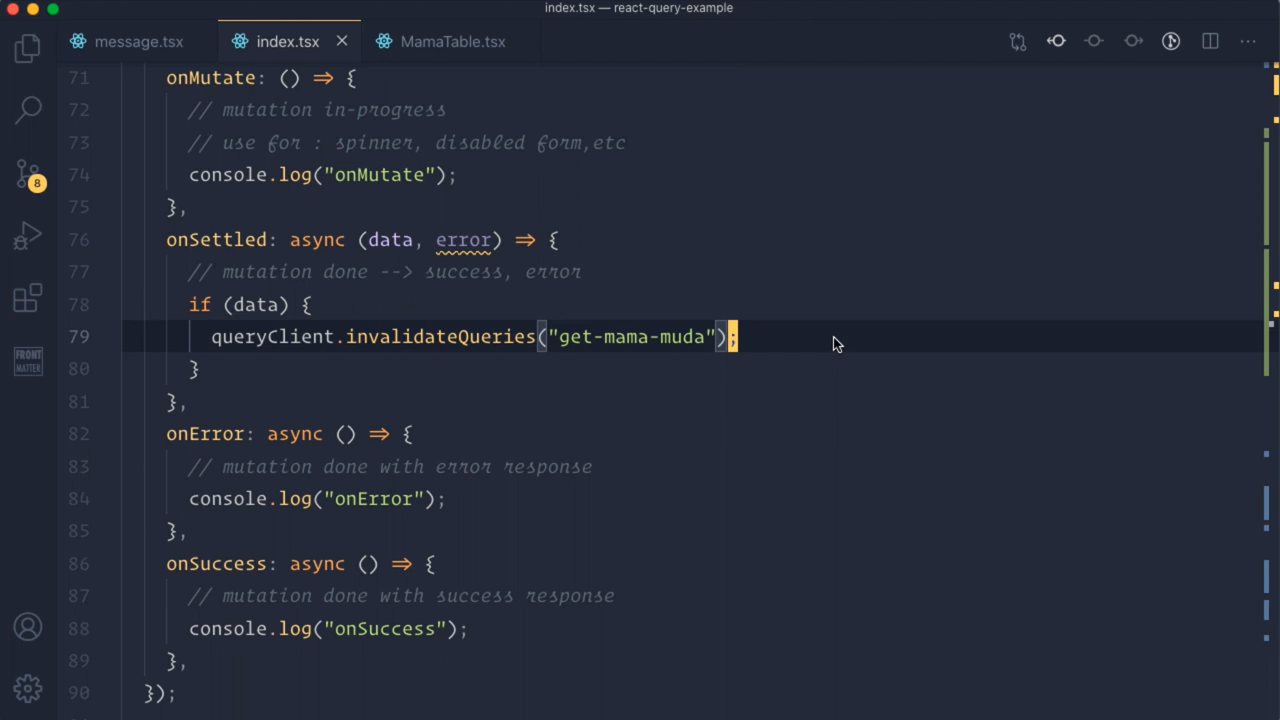 index.tsx — react-query-example
message.tsx
index.tsx
MamaTable.tsx
71 onMutate: () => {
72 // mutation in-progress
73 // use for : spinner, disabled form,etc
74 console.log("onMutate");
75 },
76 onSettled: async (data, error) => {
77 // mutation done --> success, error
78 if (data) {
79 queryClient.invalidateQueries("get-mama-muda");
80 }
81 },
82 onError: async () => {
83 // mutation done with error response
84 console.log("onError");
85 },
86 onSuccess: async () => {
87 // mutation done with success response
88 console.log("onSuccess");
89 },
90 });
8
FRONT
MATTER